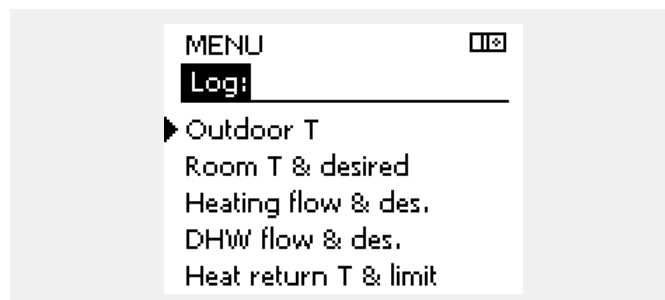 MENU
Log:
Outdoor T
Room T & desired
Heating flow & des.
DHW flow & des.
Heat return T & limit